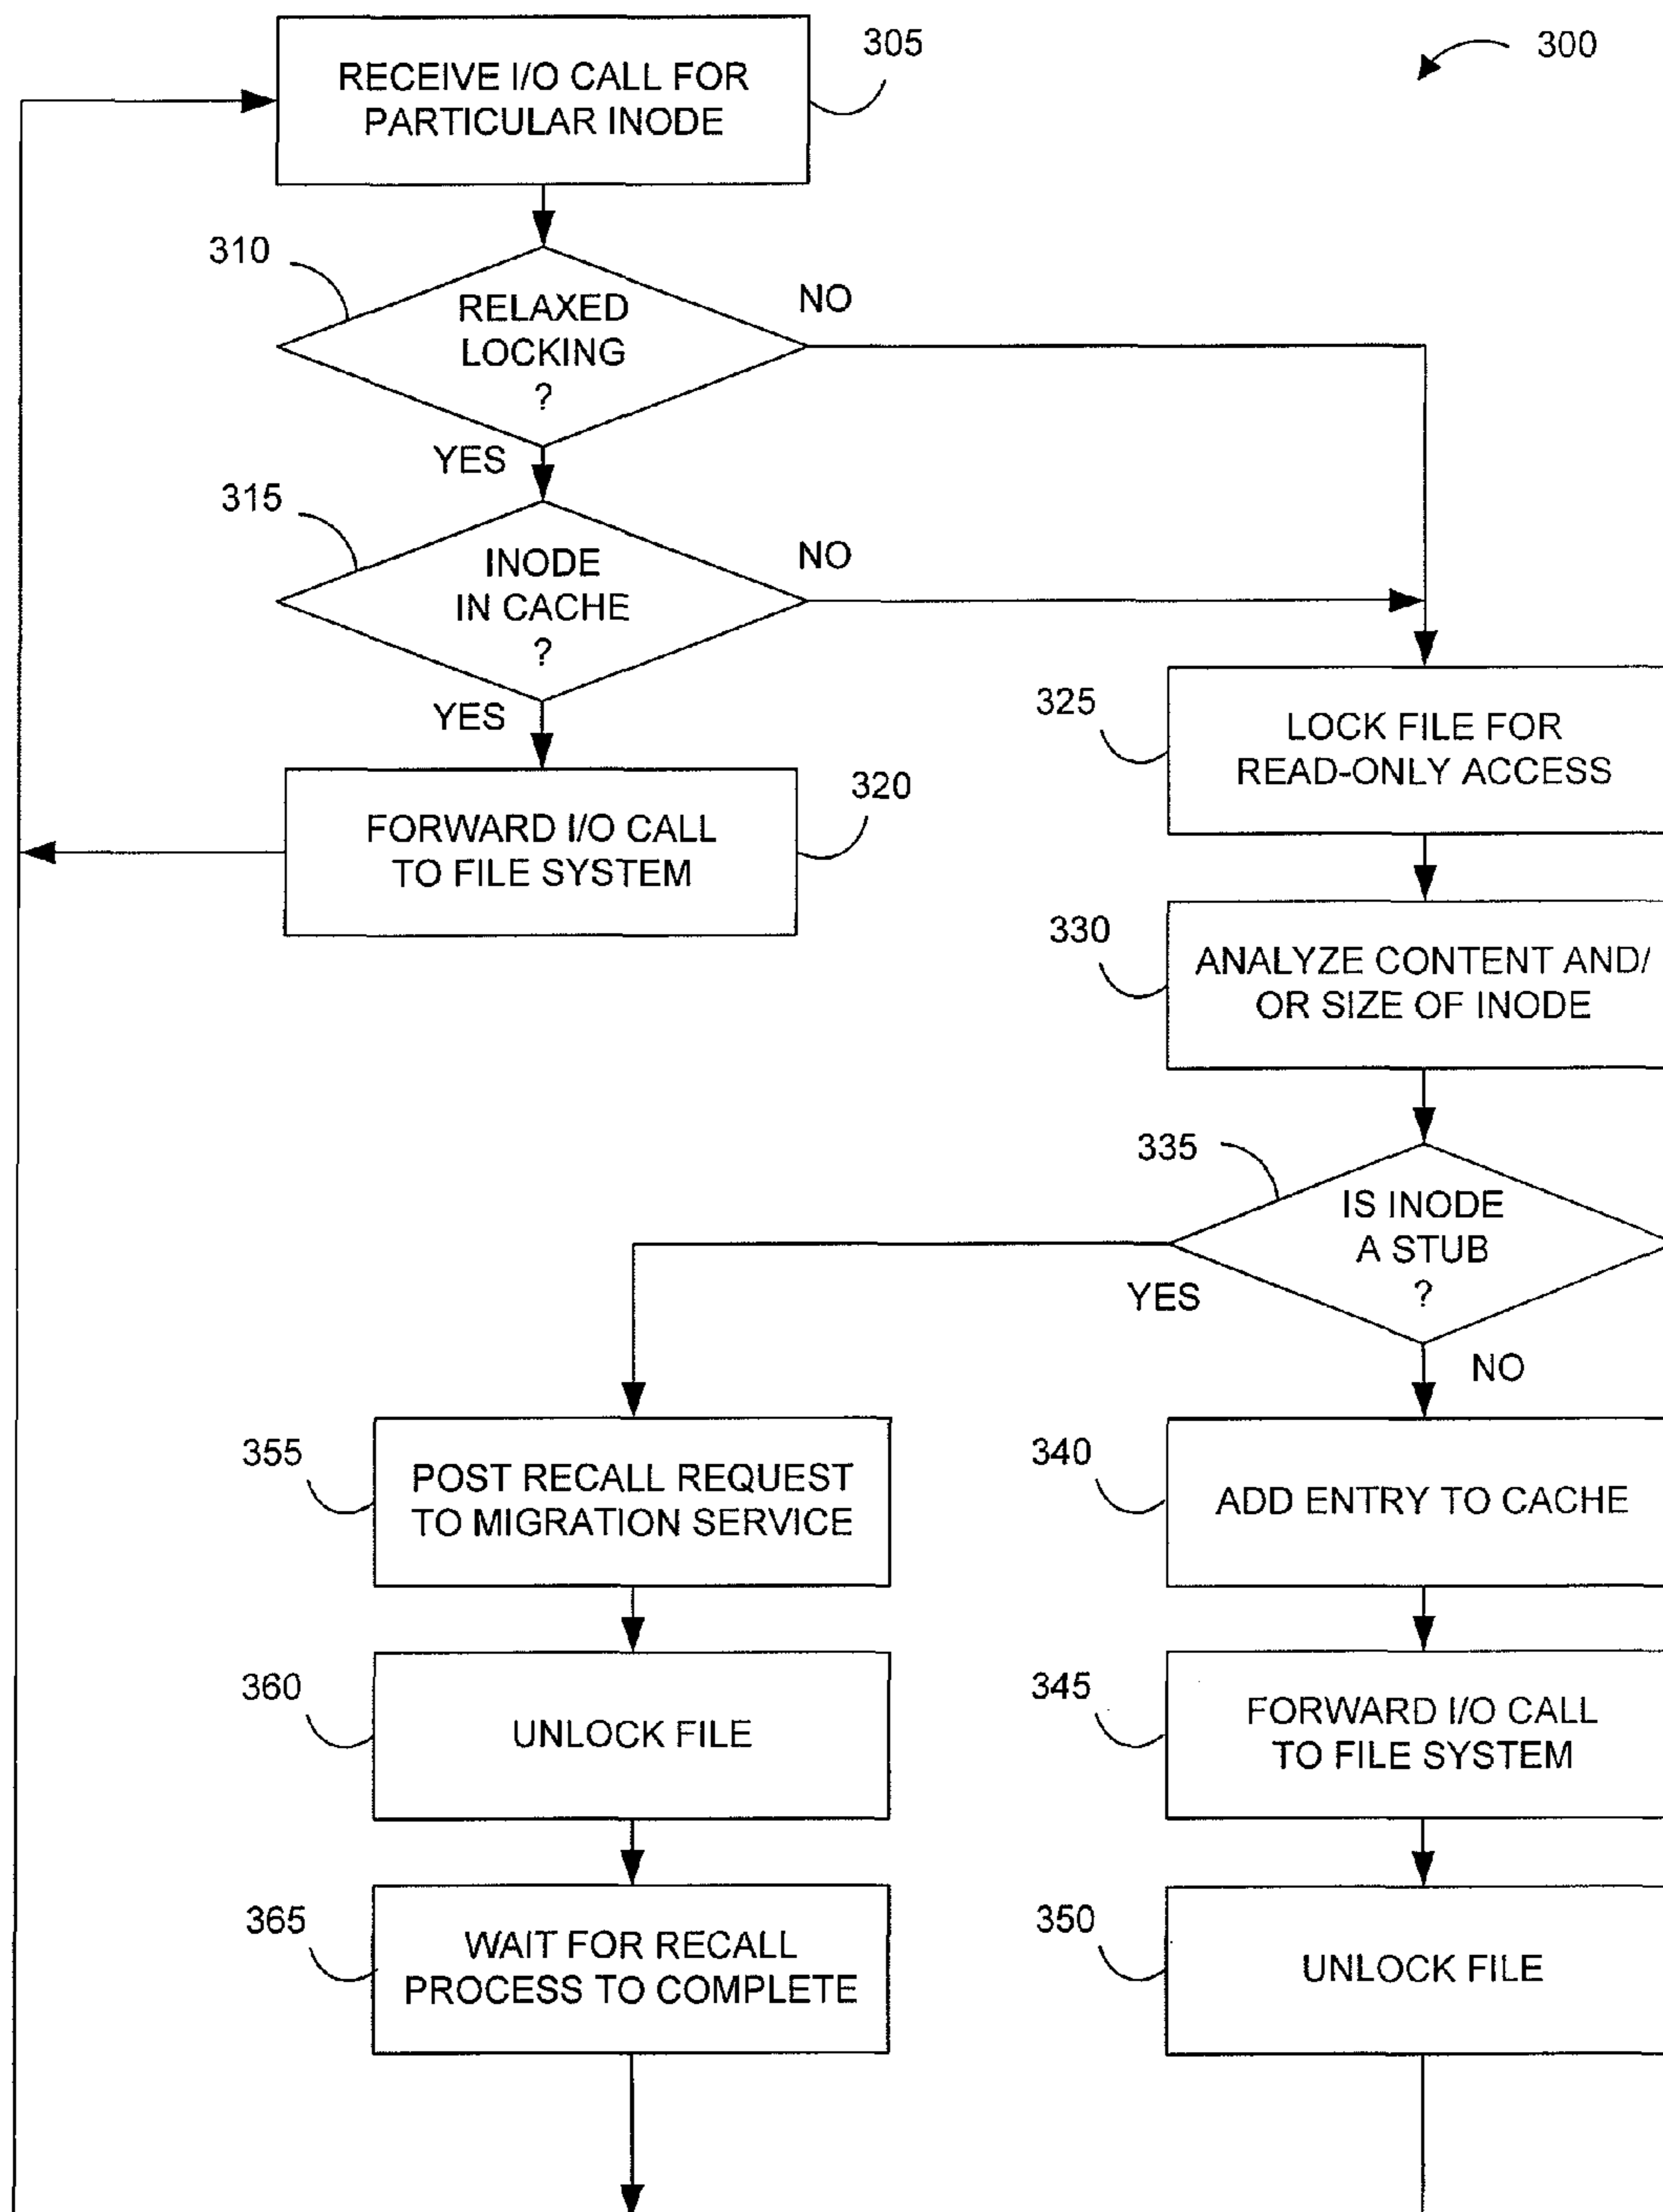 300
305
RECEIVE I/O CALL FOR
PARTICULAR INODE
310
RELAXED
LOCKING
?
NO
YES
315
INODE
IN CACHE
?
NO
YES
320
FORWARD I/O CALL
TO FILE SYSTEM
325
LOCK FILE FOR
READ-ONLY ACCESS
330
ANALYZE CONTENT AND/
OR SIZE OF INODE
335
IS INODE
A STUB
?
YES
NO
355
POST RECALL REQUEST
TO MIGRATION SERVICE
340
ADD ENTRY TO CACHE
360
UNLOCK FILE
345
FORWARD I/O CALL
TO FILE SYSTEM
365
WAIT FOR RECALL
PROCESS TO COMPLETE
350
UNLOCK FILE